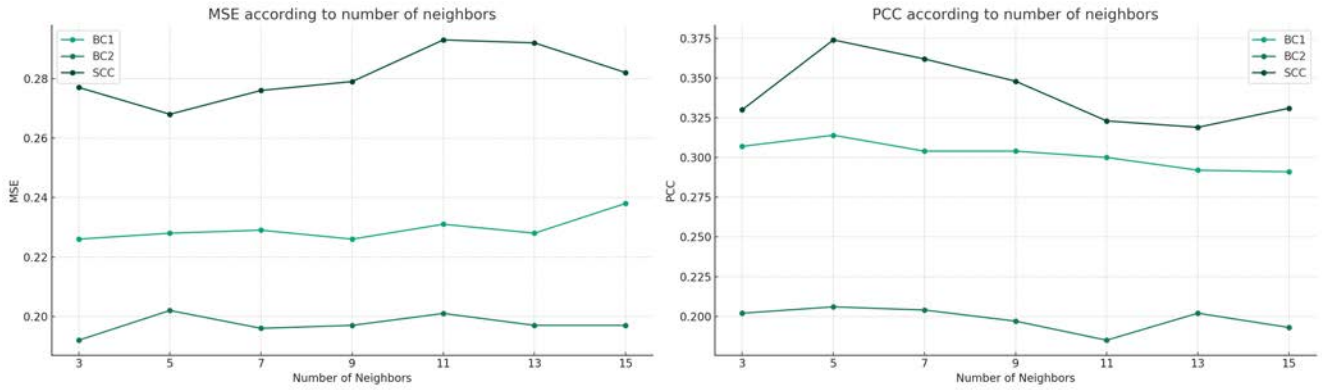 MSE according to number of neighbors
BC1
BC2
SCC
0.28
0.26
0.24
0.22
0.20
MSE
3 5 7 9 11 13 15
Number of Neighbors
PCC according to number of neighbors
BC1
BC2
SCC
0.375
0.350
0.325
0.300
0.275
0.250
0.225
0.200
PCC
3 5 7 9 11 13 15
Number of Neighbors